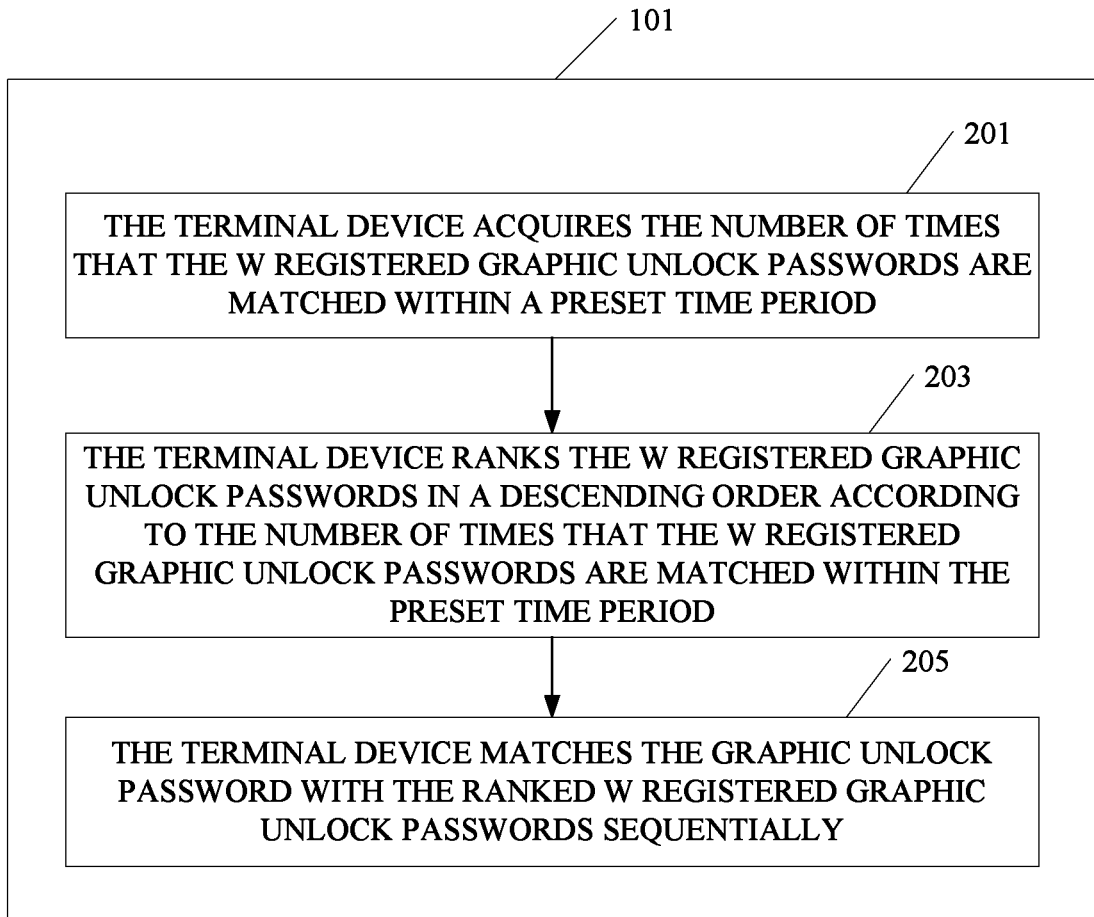 101
201
THE TERMINAL DEVICE ACQUIRES THE NUMBER OF TIMES
THAT THE W REGISTERED GRAPHIC UNLOCK PASSWORDS ARE
MATCHED WITHIN A PRESET TIME PERIOD
203
THE TERMINAL DEVICE RANKS THE W REGISTERED GRAPHIC
UNLOCK PASSWORDS IN A DESCENDING ORDER ACCORDING
TO THE NUMBER OF TIMES THAT THE W REGISTERED
GRAPHIC UNLOCK PASSWORDS ARE MATCHED WITHIN THE
PRESET TIME PERIOD
205
THE TERMINAL DEVICE MATCHES THE GRAPHIC UNLOCK
PASSWORD WITH THE RANKED W REGISTERED GRAPHIC
UNLOCK PASSWORDS SEQUENTIALLY